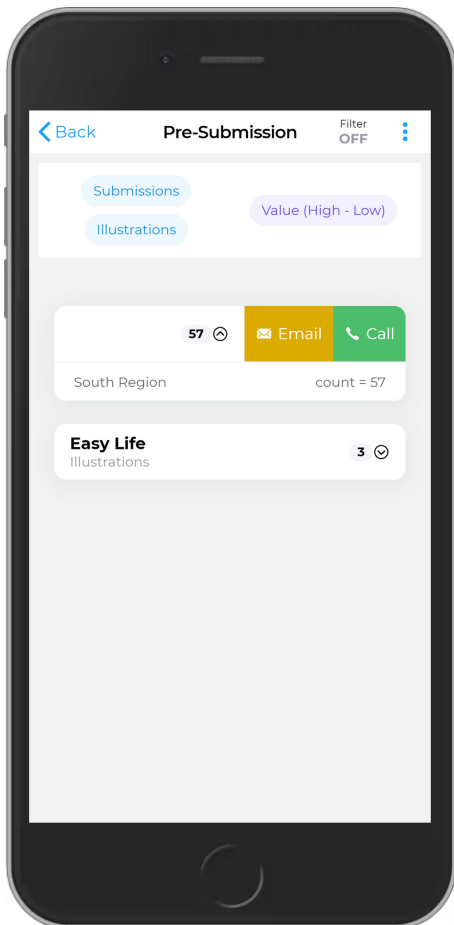 Back Pre-Submission Filter
OFF
Submissions
Illustrations
Value (High - Low)
57 Email Call
South Region count = 57
Easy Life
Illustrations
3